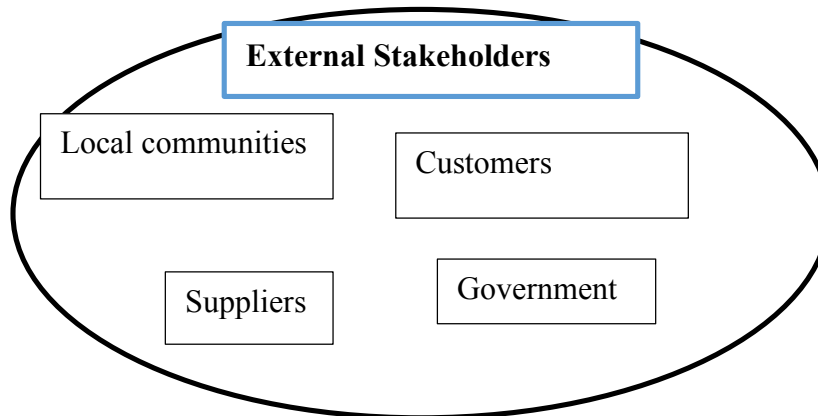 External Stakeholders
Local communities
Customers
Suppliers
Government